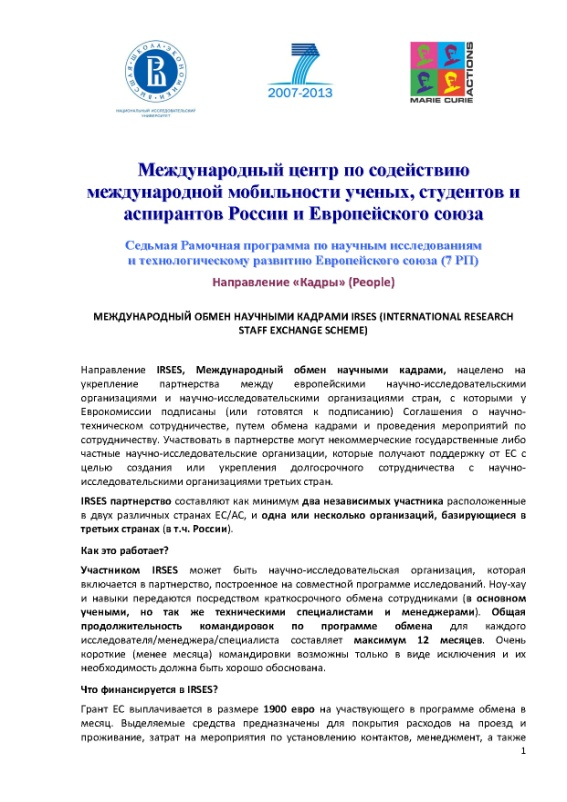 ВЫСШАЯ ШКОЛА ЭКОНОМИКИ
НАЦИОНАЛЬНЫЙ ИССЛЕДОВАТЕЛЬСКИЙ
УНИВЕРСИТЕТ
7
2007-2013
MARIE CURIE ACTIONS
Международный центр по содействию
международной мобильности ученых, студентов и
аспирантов России и Европейского союза
Седьмая Рамочная программа по научным исследованиям
и технологическому развитию Европейского союза (7 РП)
Направление «Кадры» (People)
МЕЖДУНАРОДНЫЙ ОБМЕН НАУЧНЫМИ КАДРАМИ IRSES (INTERNATIONAL RESEARCH
STAFF EXCHANGE SCHEME)
Направление IRSES, Международный обмен научными кадрами, нацелено на
укрепление партнерства между европейскими научно-исследовательскими
организациями и научно-исследовательскими организациями стран, с которыми у
Еврокомиссии подписаны (или готовятся к подписанию) Соглашения о научно-
техническом сотрудничестве, путем обмена кадрами и проведения мероприятий по
сотрудничеству. Участвовать в партнерстве могут некоммерческие государственные либо
частные научно-исследовательские организации, которые получают поддержку от ЕС с
целью создания или укрепления долгосрочного сотрудничества с научно-
исследовательскими организациями третьих стран.
IRSES партнерство составляют как минимум два независимых участника расположенные
в двух различных странах ЕС/АС, и одна или несколько организаций, базирующиеся в
третьих странах (в т.ч. России).
Как это работает?
Участником IRSES может быть научно-исследовательская организация, которая
включается в партнерство, построенное на совместной программе исследований. Ноу-хау
и навыки передаются посредством краткосрочного обмена сотрудниками (в основном
учеными, но так же техническими специалистами и менеджерами). Общая
продолжительность командировок по программе обмена для каждого
исследователя/менеджера/специалиста составляет максимум 12 месяцев. Очень
короткие (менее месяца) командировки возможны только в виде исключения и их
необходимость должна быть хорошо обоснована.
Что финансируется в IRSES?
Грант ЕС выплачивается в размере 1900 евро на участвующего в программе обмена в
месяц. Выделяемые средства предназначены для покрытия расходов на проезд и
проживание, затрат на мероприятия по установлению контактов, менеджмент, а также
1